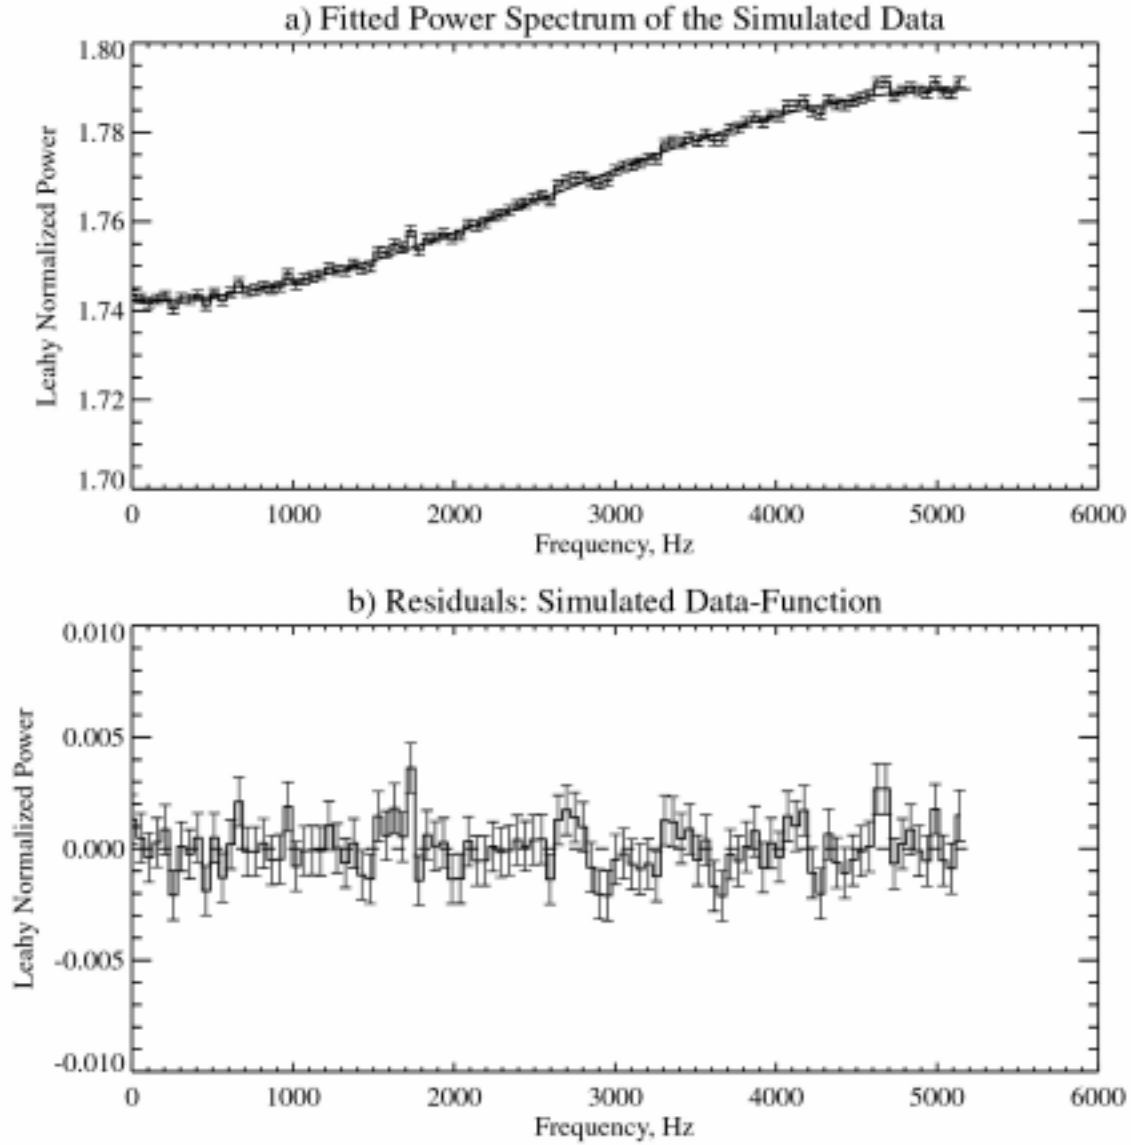 a) Fitted Power Spectrum of the Simulated Data
1.80
1.78
1.76
1.74
1.72
1.70
Leahy Normalized Power
0 1000 2000 3000 4000 5000 6000
Frequency, Hz
b) Residuals: Simulated Data-Function
0.010
0.005
0.000
-0.005
-0.010
Leahy Normalized Power
0 1000 2000 3000 4000 5000 6000
Frequency, Hz